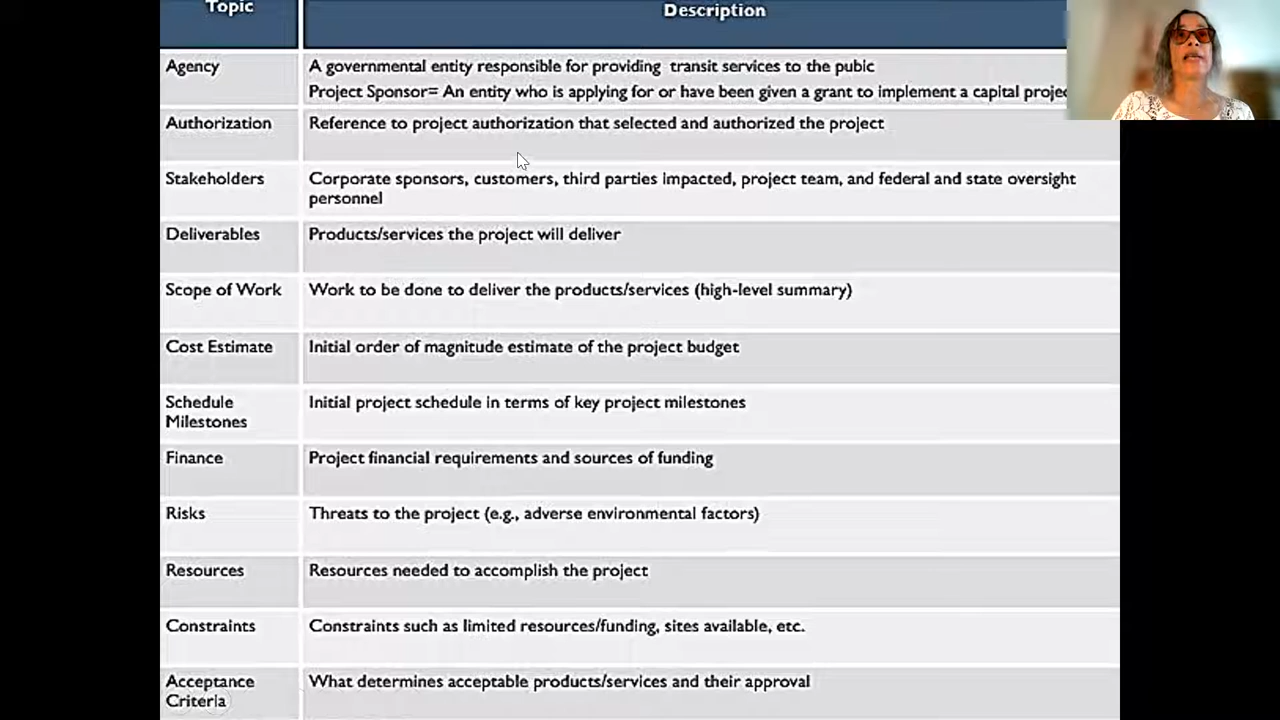 Topic
Description
Agency
A governmental entity responsible for providing transit services to the pubic
Project Sponsor= An entity who is applying for or have been given a grant to implement a capital
Authorization
Reference to project authorization that selected and authorized the project
Stakeholders
Corporate sponsors, customers, third parties impacted, project team, and federal and state oversight
personnel
Deliverables
Products/services the project will deliver
Scope of Work
Work to be done to deliver the products/services (high-level summary)
Cost Estimate
Initial order of magnitude estimate of the project budget
Schedule
Milestones
Initial project schedule in terms of key project milestones
Finance
Project financial requirements and sources of funding
Risks
Threats to the project (e.g., adverse environmental factors)
Resources
Resources needed to accomplish the project
Constraints
Constraints such as limited resources/funding, sites available, etc.
Acceptance
Criteria
What determines acceptable products/services and their approval